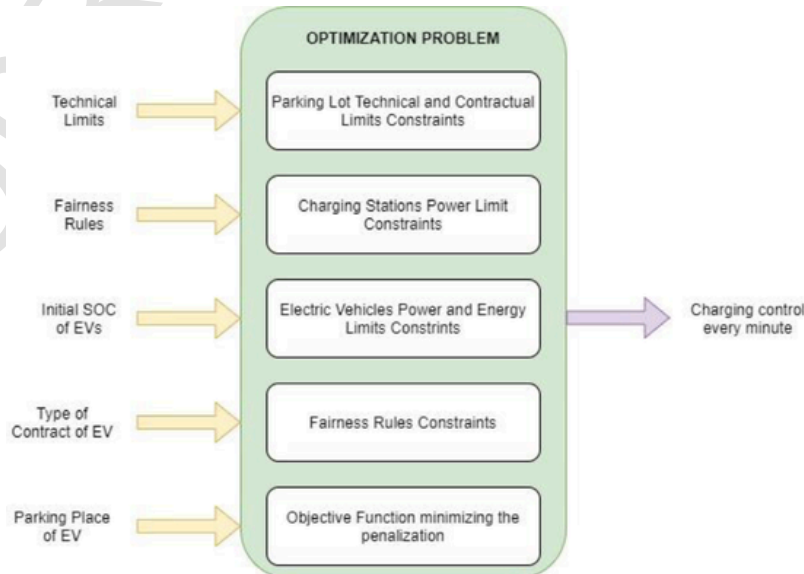 OPTIMIZATION PROBLEM
Technical
Limits
Parking Lot Technical and Contractual
Limits Constraints
Fairness
Rules
Charging Stations Power Limit
Constraints
Initial SOC
of EVs
Electric Vehicles Power and Energy
Limits Constrints
Charging control
every minute
Type of
Contract of EV
Fairness Rules Constraints
Parking Place
of EV
Objective Function minimizing the
penalization